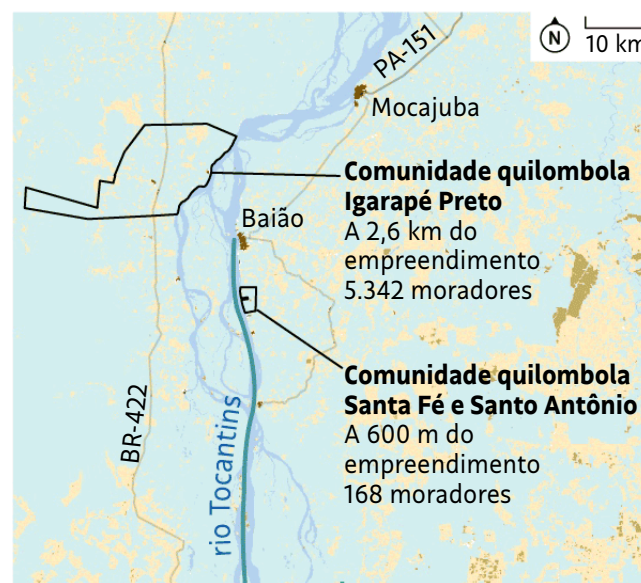 N
10 km
PA-151
Mocajuba
Comunidade quilombola
Igarapé Preto
A 2,6 km do
empreendimento
5.342 moradores
Baião
Comunidade quilombola
Santa Fé e Santo Antônio
A 600 m do
empreendimento
168 moradores
BR-422
rio Tocantins